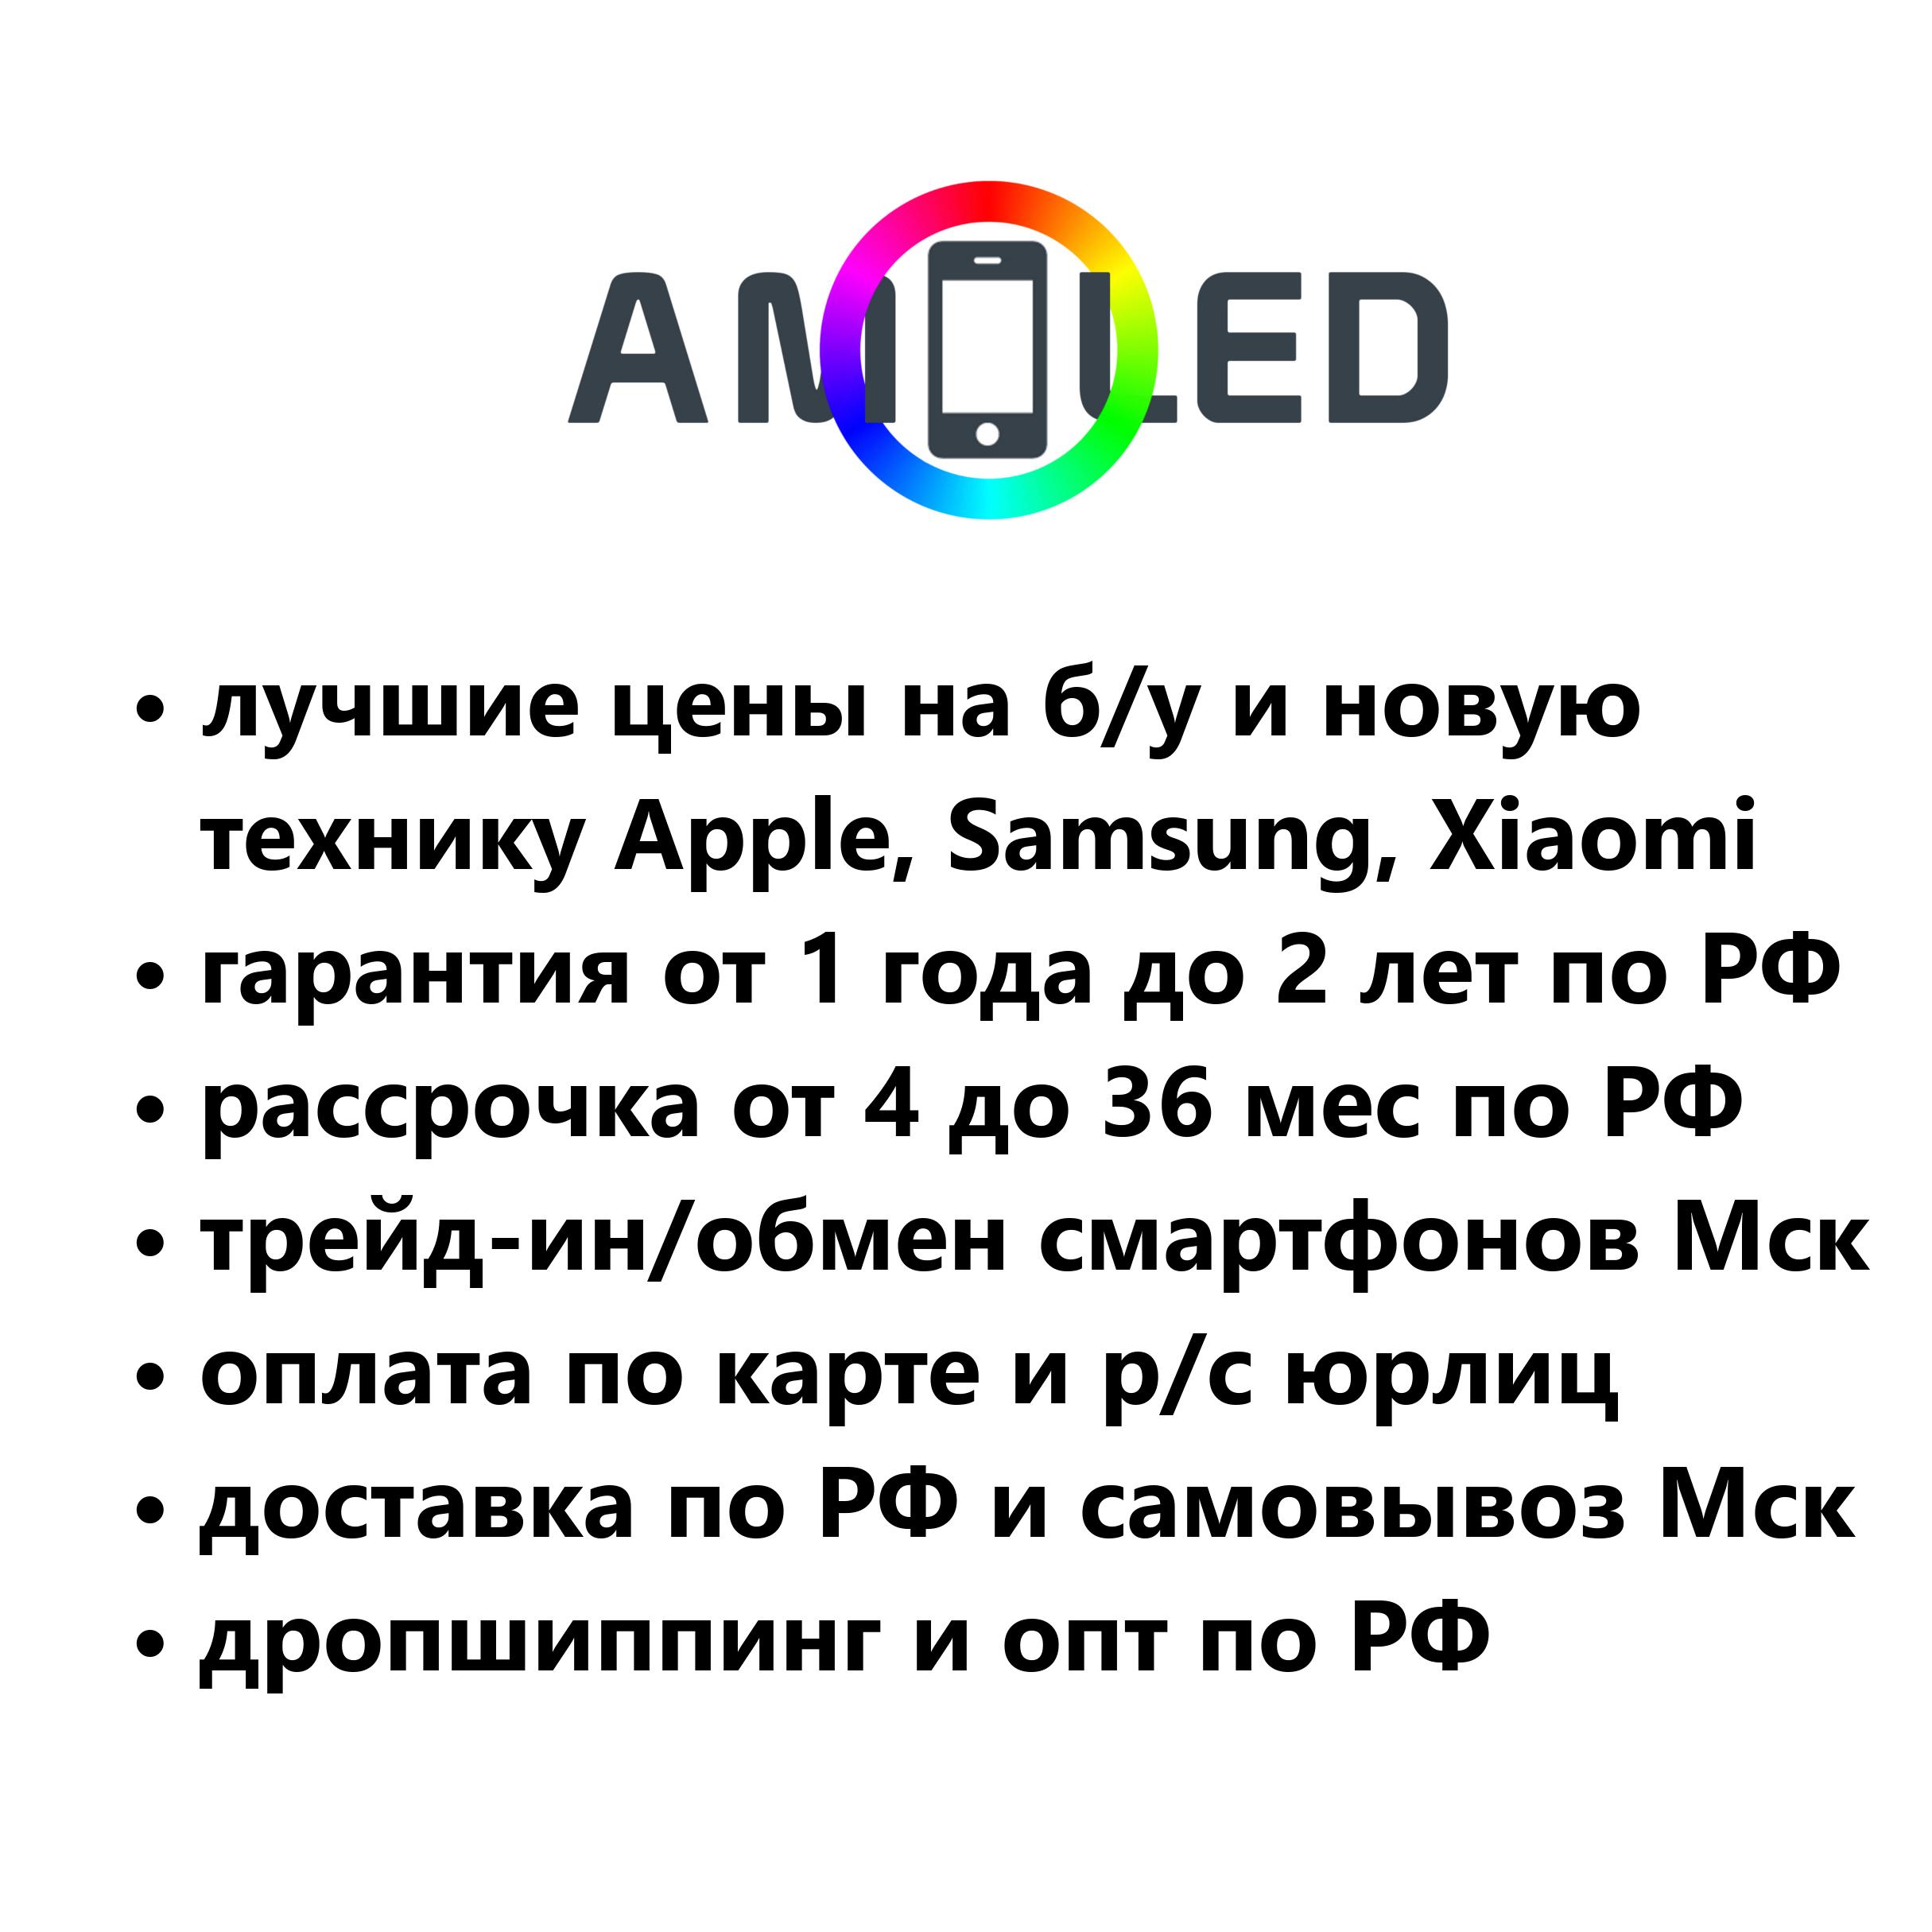 AMOLED
• лучшие цены на б/у и новую
технику Apple, Samsung, Xiaomi
• гарантия от 1 года до 2 лет по РФ
• рассрочка от 4 до 36 мес по РФ
• трейд-ин/обмен смартфонов Мск
• оплата по карте и р/с юрлиц
• доставка по РФ и самовывоз Мск
• дропшиппинг и опт по РФ